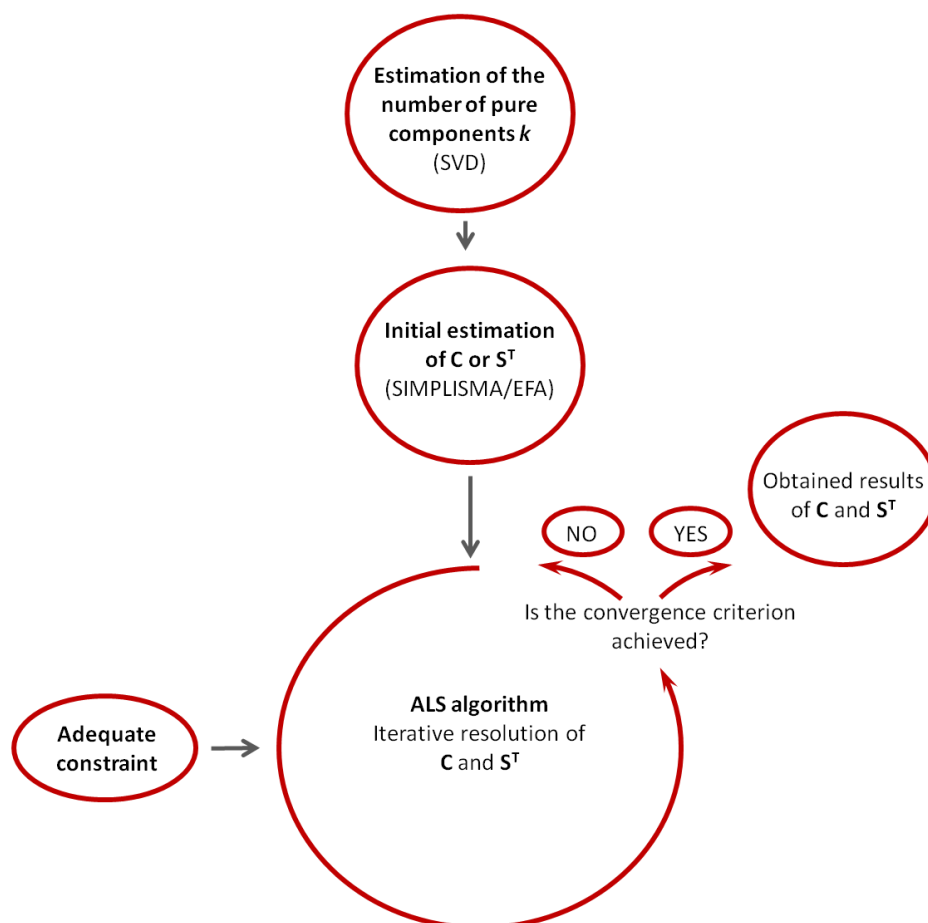 Estimation of the
number of pure
components k
(SVD)
Initial estimation
of C or Sᵀ
(SIMPLISMA/EFA)
Obtained results
of C and Sᵀ
NO
YES
Is the convergence criterion
achieved?
ALS algorithm
Iterative resolution of
C and Sᵀ
Adequate
constraint